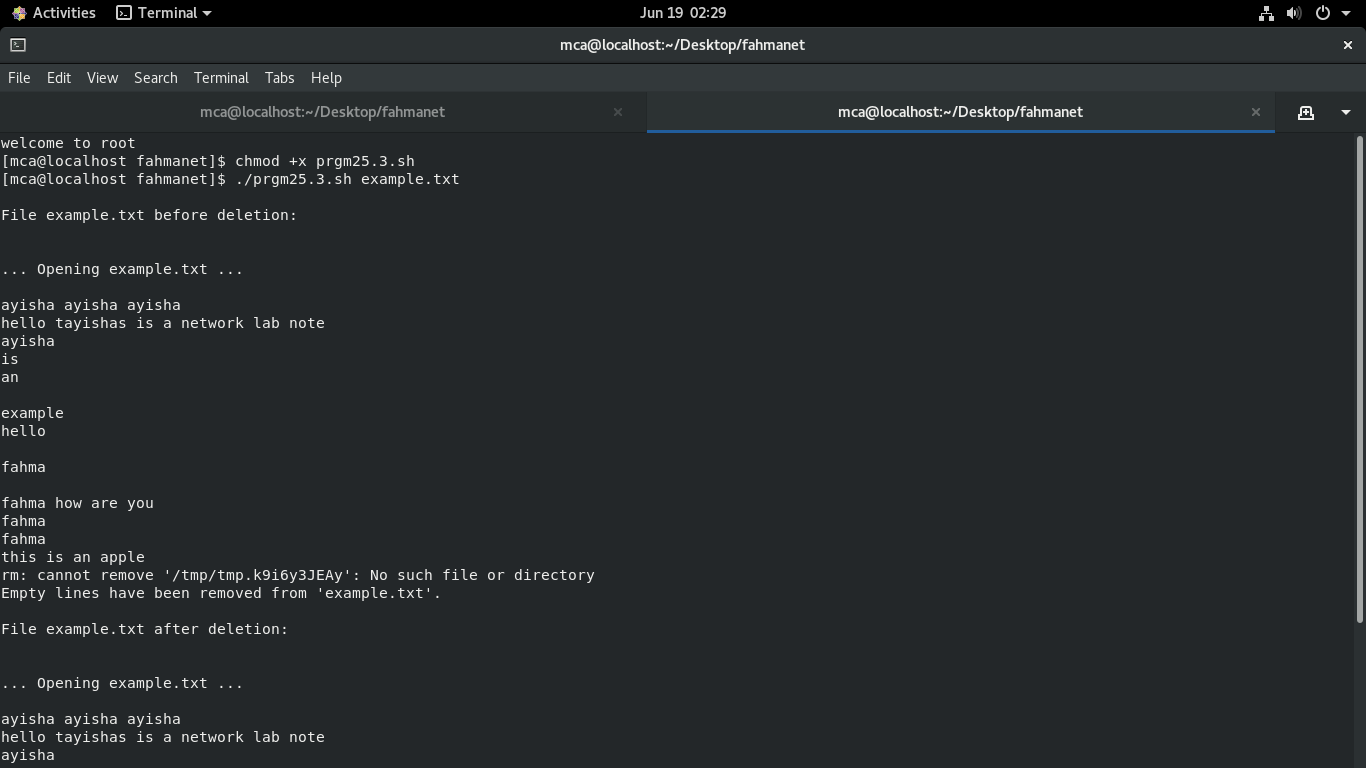 Activities Terminal Jun 19 02:29
mca@localhost:~/Desktop/fahmanet
File Edit View Search Terminal Tabs Help
mca@localhost:~/Desktop/fahmanet mca@localhost:~/Desktop/fahmanet
welcome to root
[mca@localhost fahmanet]$ chmod +x prgm25.3.sh
[mca@localhost fahmanet]$ ./prgm25.3.sh example.txt
File example.txt before deletion:
... Opening example.txt ...
ayisha ayisha ayisha
hello tayishas is a network lab note
ayisha
is
an
example
hello
fahma
fahma how are you
fahma
fahma
this is an apple
rm: cannot remove '/tmp/tmp.k9i6y3JEAy': No such file or directory
Empty lines have been removed from 'example.txt'.
File example.txt after deletion:
... Opening example.txt ...
ayisha ayisha ayisha
hello tayishas is a network lab note
ayisha